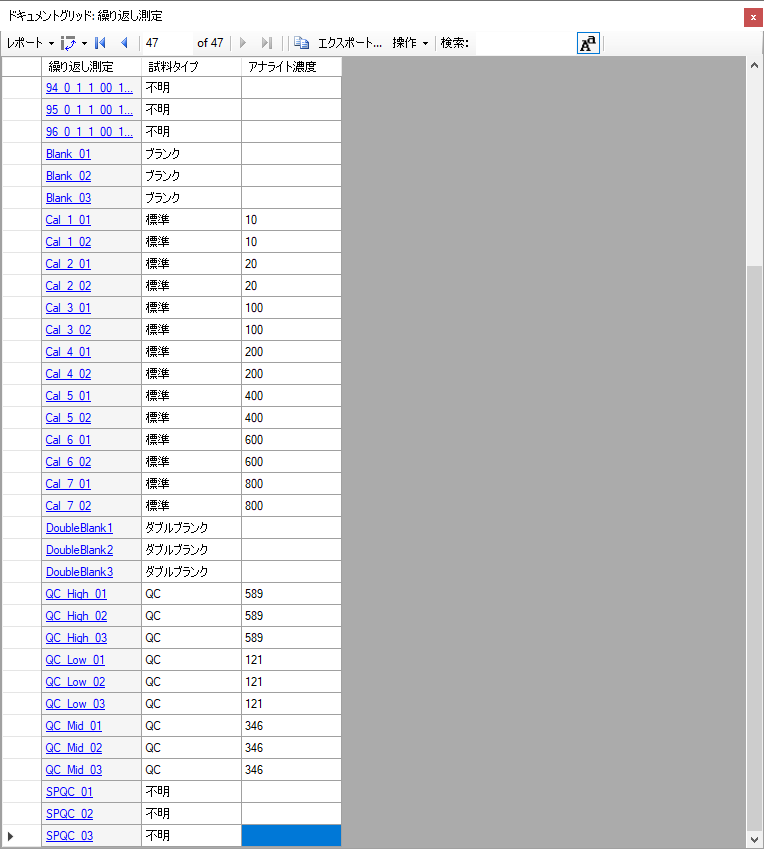 ドキュメントグリッド: 繰り返し測定
レポート 47 of 47 エクスポート... 操作 検索: Aa
繰り返し測定 試料タイプ アナライト濃度
94_0_1_1_00_1... 不明
95_0_1_1_00_1... 不明
96_0_1_1_00_1... 不明
Blank_01 ブランク
Blank_02 ブランク
Blank_03 ブランク
Cal_1_01 標準 10
Cal_1_02 標準 10
Cal_2_01 標準 20
Cal_2_02 標準 20
Cal_3_01 標準 100
Cal_3_02 標準 100
Cal_4_01 標準 200
Cal_4_02 標準 200
Cal_5_01 標準 400
Cal_5_02 標準 400
Cal_6_01 標準 600
Cal_6_02 標準 600
Cal_7_01 標準 800
Cal_7_02 標準 800
DoubleBlank1 ダブルブランク
DoubleBlank2 ダブルブランク
DoubleBlank3 ダブルブランク
QC_High_01 QC 589
QC_High_02 QC 589
QC_High_03 QC 589
QC_Low_01 QC 121
QC_Low_02 QC 121
QC_Low_03 QC 121
QC_Mid_01 QC 346
QC_Mid_02 QC 346
QC_Mid_03 QC 346
SPQC_01 不明
SPQC_02 不明
SPQC_03 不明